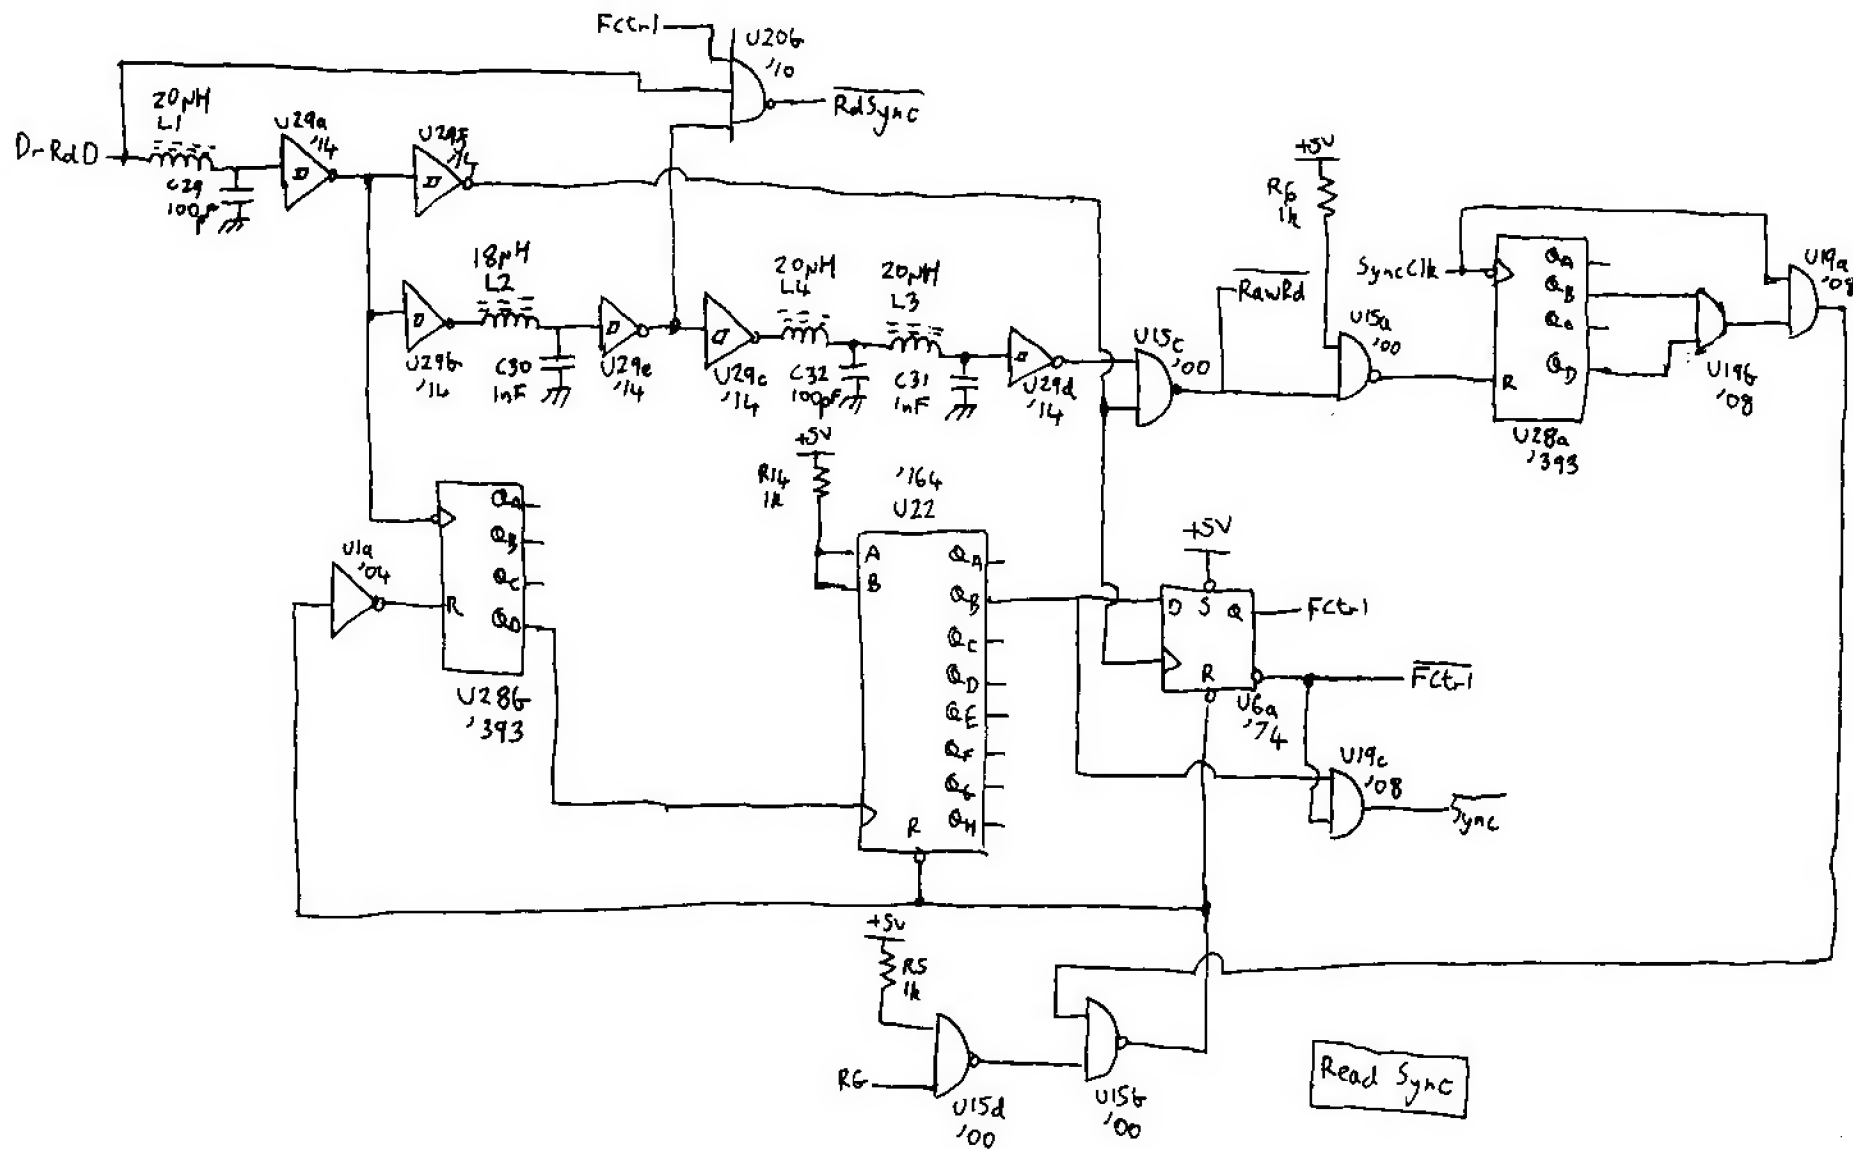 FCtrl
U20b
'10
RdSync
20μH
L1
DrRdD
C29
100pF
U29a
'14
U29f
'14
18μH
L2
U29b
'14
C30
1nF
U29e
'14
20μH
L4
20μH
L3
U29c
'14
C32
100pF
C31
1nF
U29d
'14
U15c
'00
RawRd
+5V
R6
1k
U15a
'00
SyncClk
QA
QB
QC
QD
R
U28a
'393
U19b
'08
U19a
'08
+5V
R14
1k
'164
U22
A
B
QA
QB
QC
QD
QE
QF
QG
QH
R
U1a
'04
QA
QB
QC
QD
R
U28b
'393
+5V
D
S
Q
R
U6a
'74
FCtrl
FCtrl
U19c
'08
Sync
+5V
R5
1k
RG
U15d
'00
U15b
'00
Read Sync